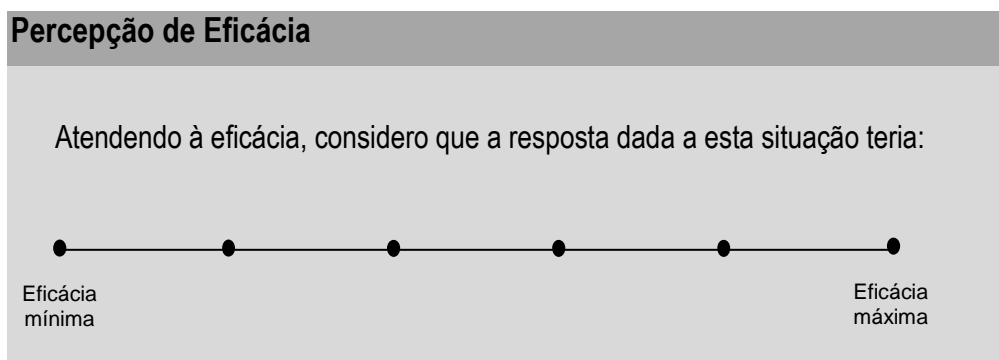 Percepção de Eficácia
Atendendo à eficácia, considero que a resposta dada a esta situação teria:
Eficácia
mínima
Eficácia
máxima